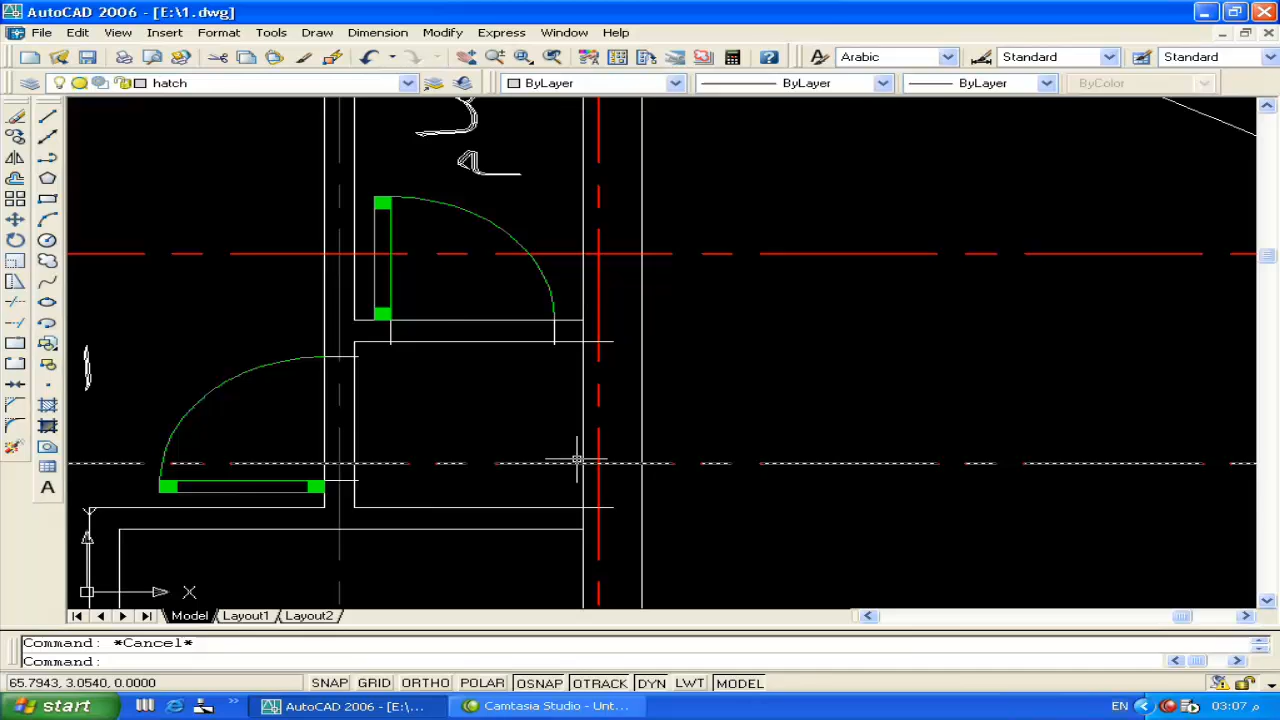 AutoCAD 2006 - [E:\1.dwg]
File Edit View Insert Format Tools Draw Dimension Modify Express Window Help
Arabic Standard Standard
hatch ByLayer ByLayer ByLayer ByColor
X
Model Layout1 Layout2
Command: *Cancel*
Command:
65.7943, 3.0540, 0.0000 SNAP GRID ORTHO POLAR OSNAP OTRACK DYN LWT MODEL
start AutoCAD 2006 - [E:\... Camtasia Studio - Unt... EN 03:07 م